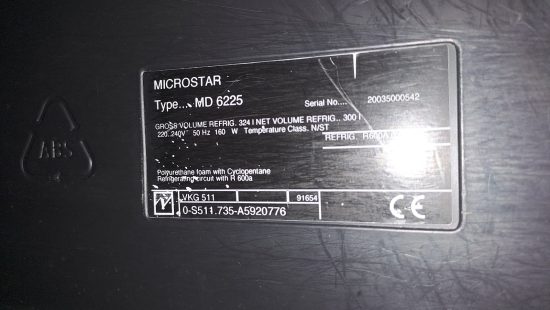 MICROSTAR
Type.... MD 6225 Serial No.... 20035000542
GROSS VOLUME REFRIG. 324 l NET VOLUME REFRIG.. 300 l
220..240V 50 Hz 160 W Temperature Class. N/ST
REFRIG. R600A
Polyurethane foam with Cyclopentane
Refrigerating circuit with R 600a
VKG 511 91654
0-S511.735-A5920776
CE
ABS